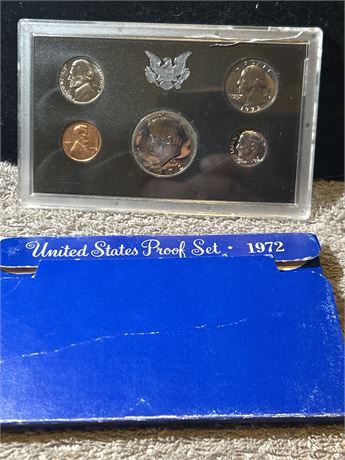 United States Proof Set · 1972